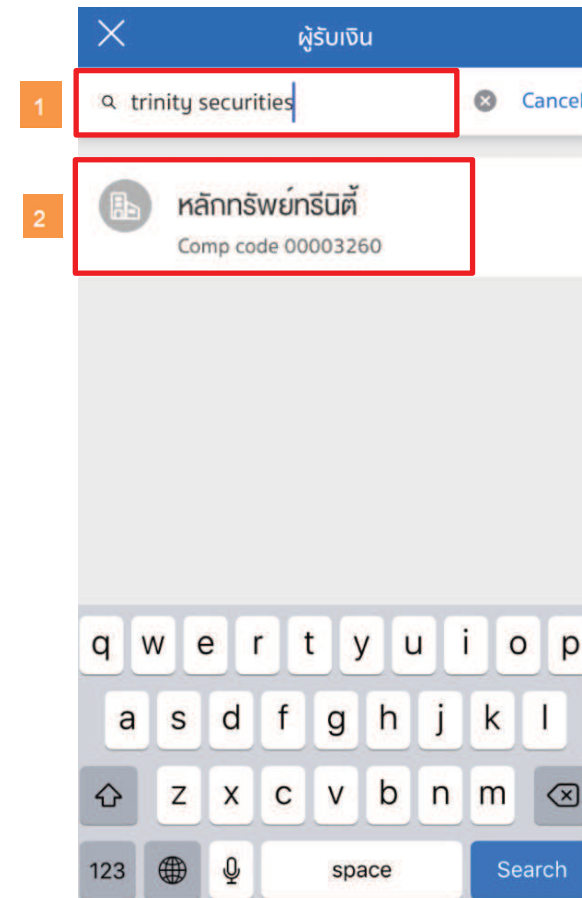 ผู้รับเงิน
1
trinity securities
Cancel
2
หลักทรัพย์ทรีนิตี้
Comp code 00003260
q w e r t y u i o p
a s d f g h j k l
z x c v b n m
123 space Search